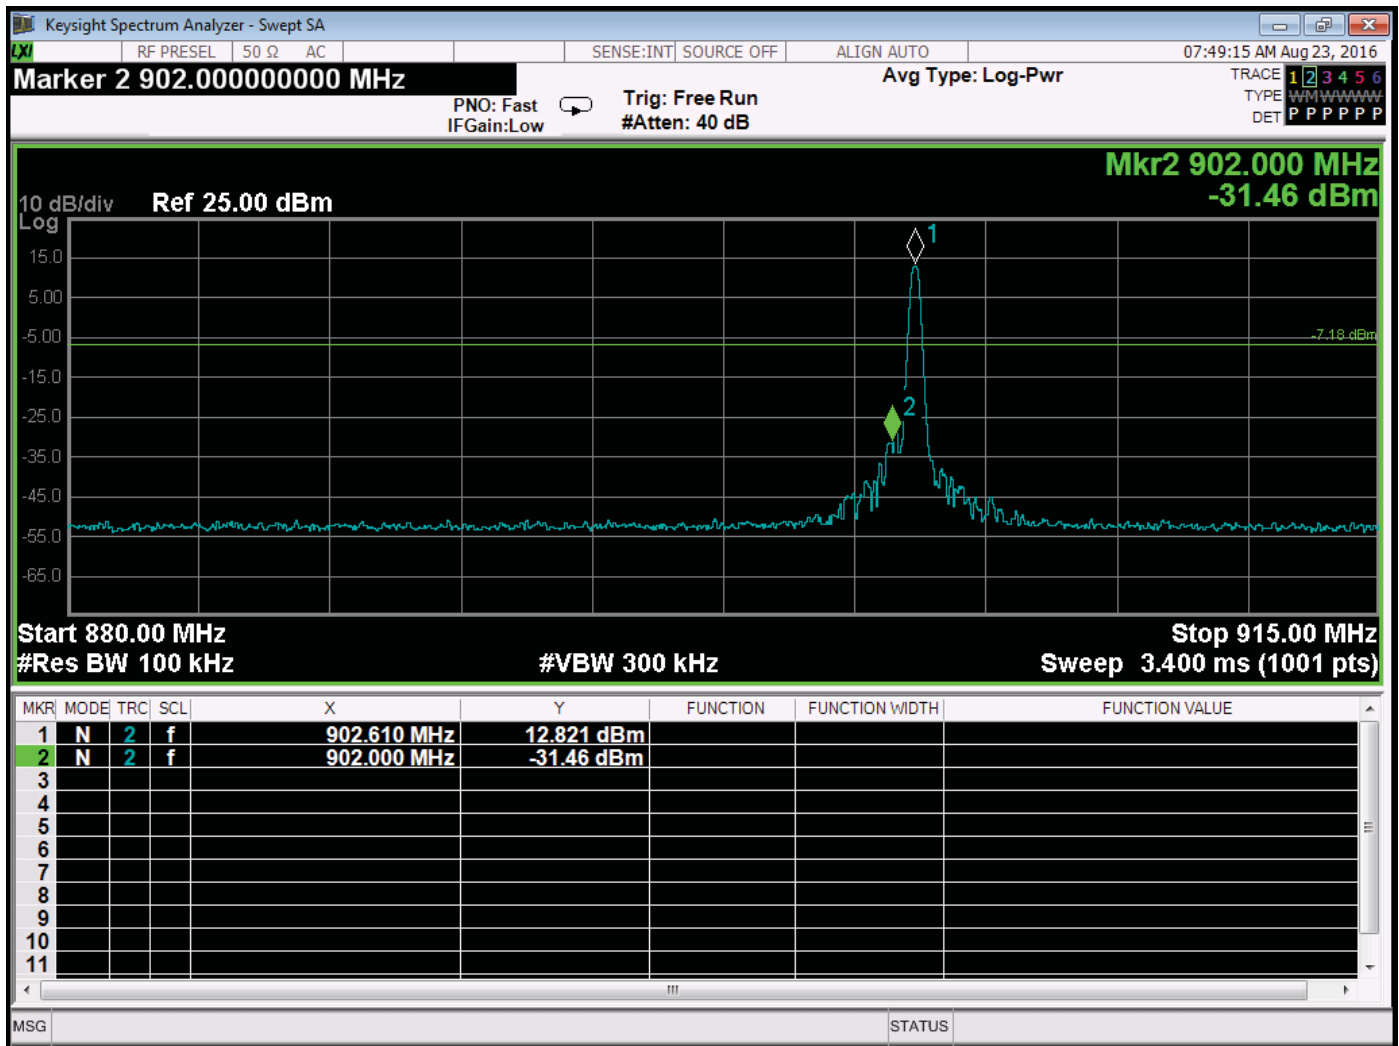 Keysight Spectrum Analyzer - Swept SA
LXI RF PRESEL 50 Ω AC SENSE:INT SOURCE OFF ALIGN AUTO 07:49:15 AM Aug 23, 2016
Marker 2 902.000000000 MHz
Avg Type: Log-Pwr
TRACE 1 2 3 4 5 6
PNO: Fast
IFGain:Low
Trig: Free Run
#Atten: 40 dB
TYPE WMWWWW
DET P P P P P P
Mkr2 902.000 MHz
-31.46 dBm
10 dB/div Ref 25.00 dBm
Log
1
15.0
5.00
-5.00
-7.18 dBm
-15.0
2
-25.0
-35.0
-45.0
-55.0
-65.0
Start 880.00 MHz Stop 915.00 MHz
#Res BW 100 kHz #VBW 300 kHz Sweep 3.400 ms (1001 pts)
MKR MODE TRC SCL X Y FUNCTION FUNCTION WIDTH FUNCTION VALUE
1 N 2 f 902.610 MHz 12.821 dBm
2 N 2 f 902.000 MHz -31.46 dBm
3
4
5
6
7
8
9
10
11
MSG STATUS